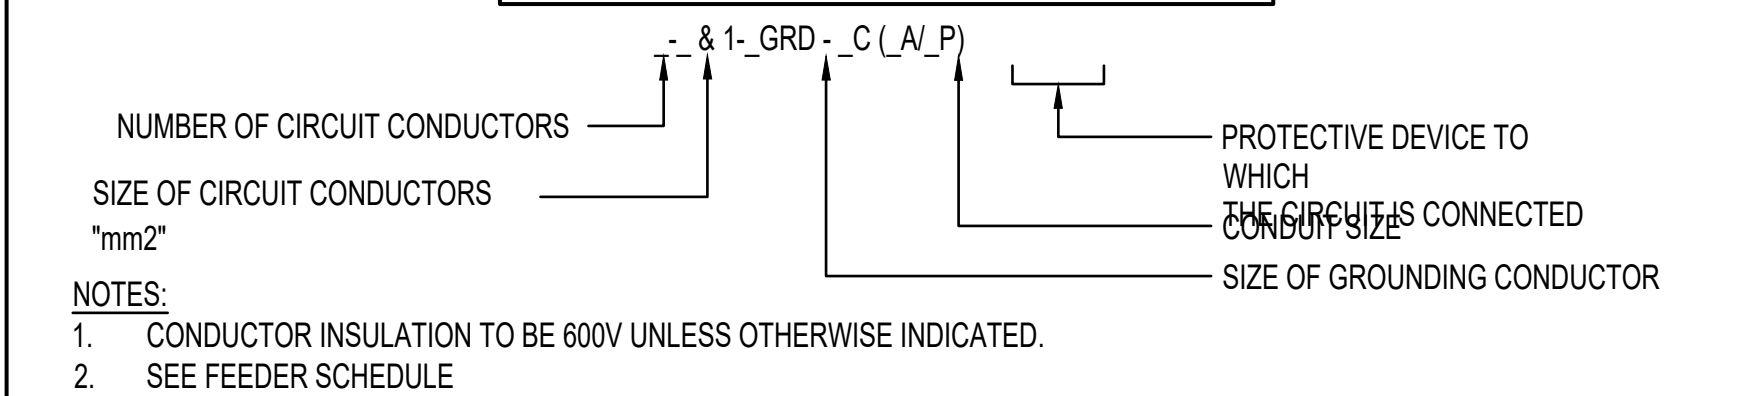 _-_ & 1-_GRD - _C (_A/_P)
NUMBER OF CIRCUIT CONDUCTORS
SIZE OF CIRCUIT CONDUCTORS
"mm2"
PROTECTIVE DEVICE TO
WHICH
THE CIRCUIT IS CONNECTED
CONDUIT SIZE
SIZE OF GROUNDING CONDUCTOR
NOTES:
1. CONDUCTOR INSULATION TO BE 600V UNLESS OTHERWISE INDICATED.
2. SEE FEEDER SCHEDULE